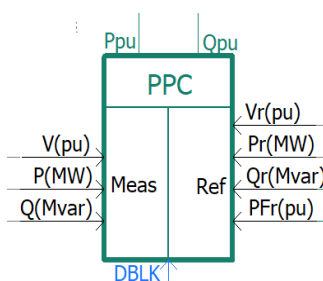 Ppu Qpu
PPC
Vr(pu)
V(pu) Pr(MW)
P(MW) Meas Ref Qr(Mvar)
Q(Mvar) PFr(pu)
DBLK